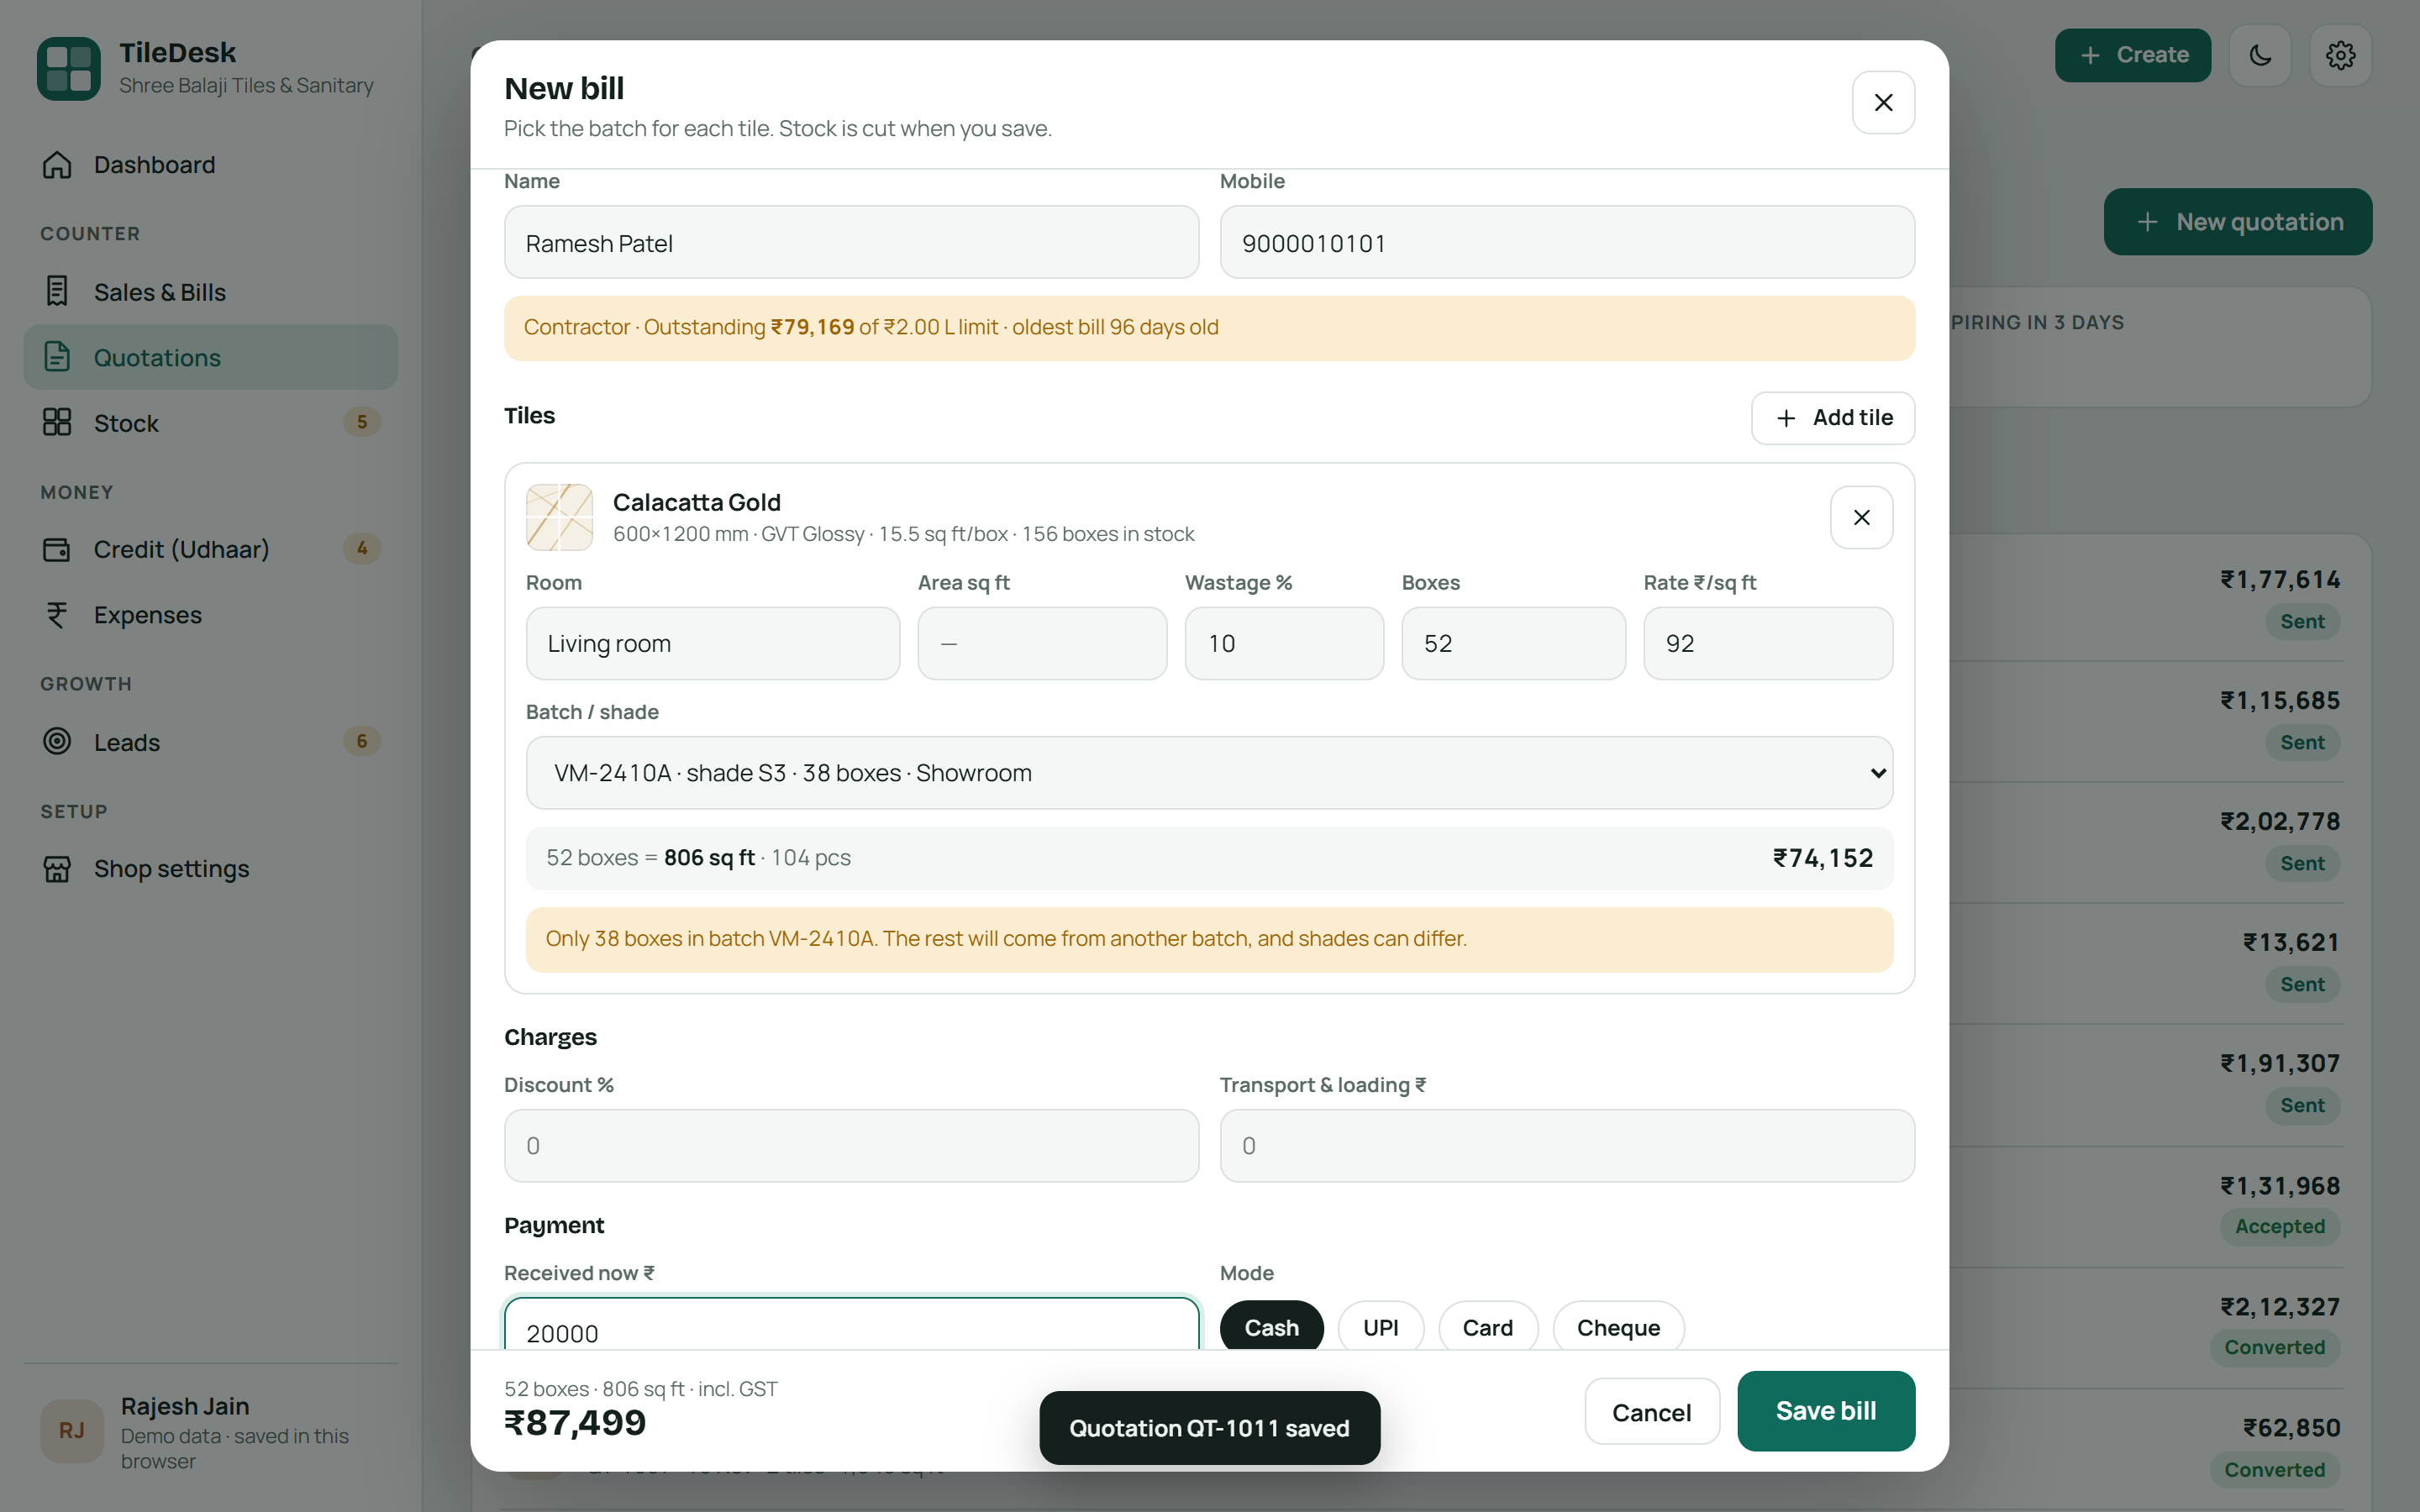 TileDesk
Shree Balaji Tiles & Sanitary
Dashboard
COUNTER
Sales & Bills
Quotations
Stock
5
MONEY
Credit (Udhaar)
4
Expenses
GROWTH
Leads
6
SETUP
Shop settings
RJ
Rajesh Jain
Demo data · saved in this
browser
Create
New quotation
PIRING IN 3 DAYS
₹1,77,614
Sent
₹1,15,685
Sent
₹2,02,778
Sent
₹13,621
Sent
₹1,91,307
Sent
₹1,31,968
Accepted
₹2,12,327
Converted
₹62,850
Converted
New bill
Pick the batch for each tile. Stock is cut when you save.
Name
Mobile
Ramesh Patel
9000010101
Contractor · Outstanding ₹79,169 of ₹2.00 L limit · oldest bill 96 days old
Tiles
Add tile
Calacatta Gold
600×1200 mm · GVT Glossy · 15.5 sq ft/box · 156 boxes in stock
Room
Area sq ft
Wastage %
Boxes
Rate ₹/sq ft
Living room
—
10
52
92
Batch / shade
VM-2410A · shade S3 · 38 boxes · Showroom
52 boxes = 806 sq ft · 104 pcs
₹74,152
Only 38 boxes in batch VM-2410A. The rest will come from another batch, and shades can differ.
Charges
Discount %
Transport & loading ₹
0
0
Payment
Received now ₹
Mode
20000
Cash
UPI
Card
Cheque
52 boxes · 806 sq ft · incl. GST
₹87,499
Quotation QT-1011 saved
Cancel
Save bill